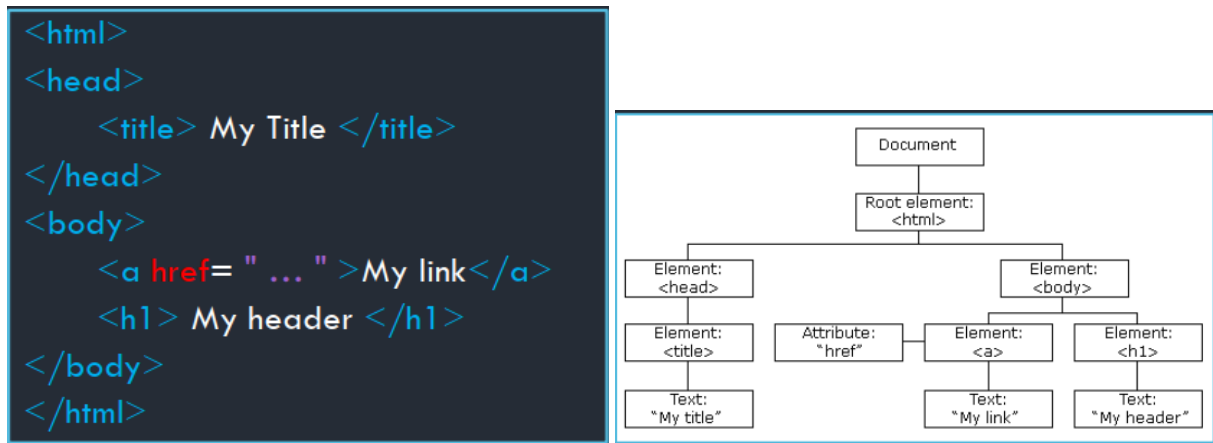 <html>
<head>
<title> My Title </title>
</head>
<body>
<a href= " ... " >My link</a>
<h1> My header </h1>
</body>
</html>
Document
Root element:
<html>
Element:
<head>
Element:
<body>
Element:
<title>
Attribute:
"href"
Element:
<a>
Element:
<h1>
Text:
"My title"
Text:
"My link"
Text:
"My header"